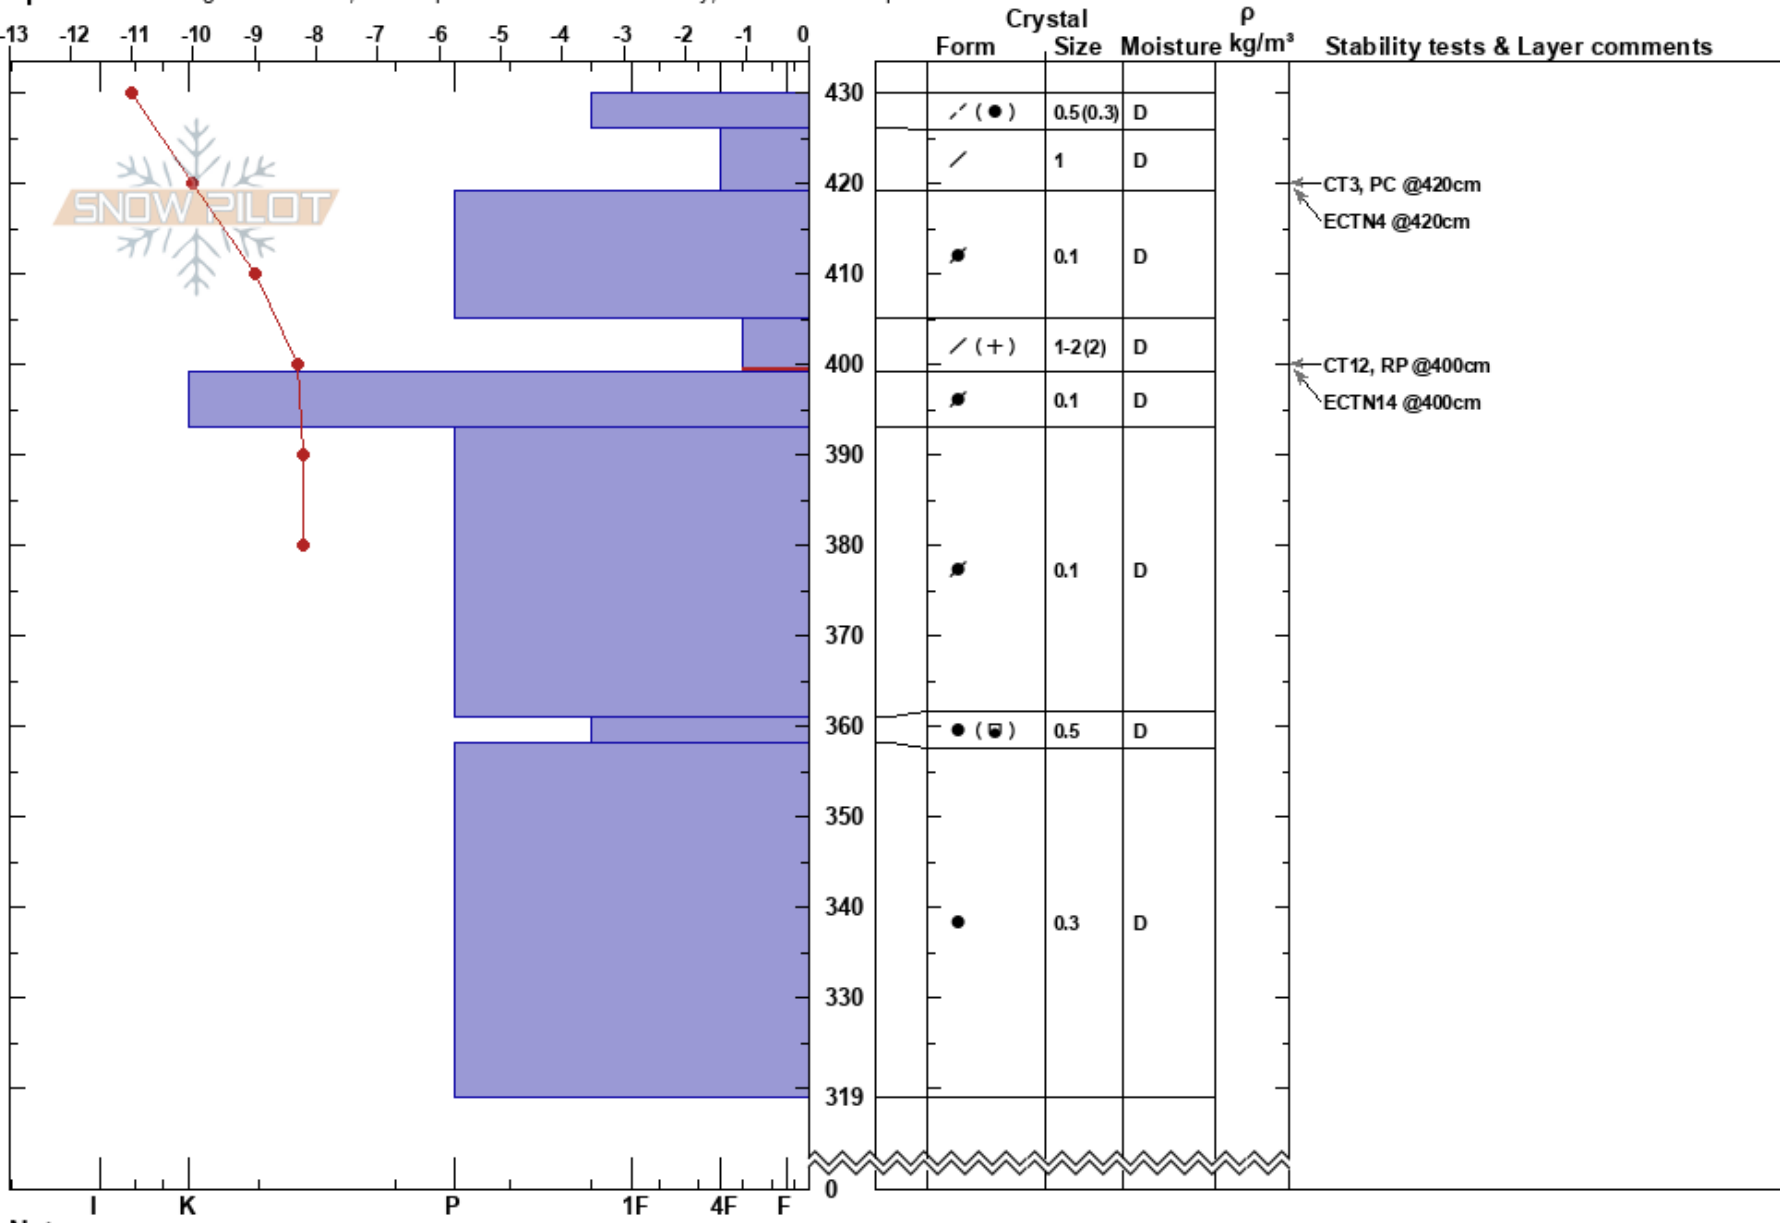 Crystal ρ
-13 -12 -11 -10 -9 -8 -7 -6 -5 -4 -3 -2 -1 0 Form Size Moisture kg/m³ Stability tests & Layer comments
430
0.5(0.3) D
1 D
420 CT3, PC @420cm
ECTN4 @420cm
0.1 D
410
SNOW PILOT
1-2(2) D
400 CT12, RP @400cm
0.1 D ECTN14 @400cm
390
380
0.1 D
370
360 0.5 D
350
340
0.3 D
330
319
0
I K P 1F 4F F